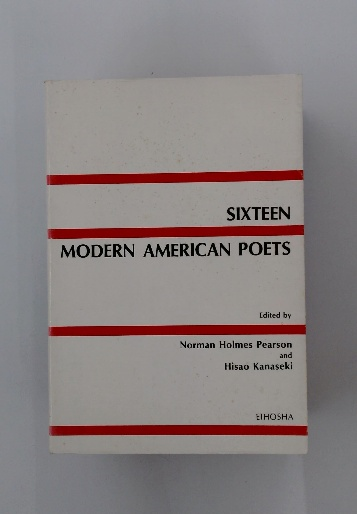 SIXTEEN
MODERN AMERICAN POETS
Edited by
Norman Holmes Pearson
and
Hisao Kanaseki
EIHOSHA